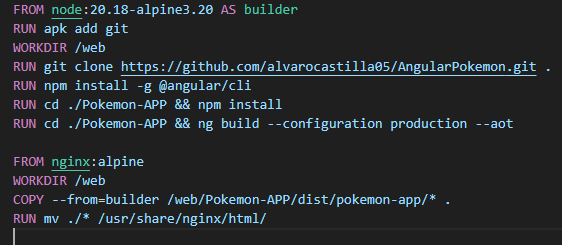 FROM node:20.18-alpine3.20 AS builder
RUN apk add git
WORKDIR /web
RUN git clone https://github.com/alvarocastilla05/AngularPokemon.git .
RUN npm install -g @angular/cli
RUN cd ./Pokemon-APP && npm install
RUN cd ./Pokemon-APP && ng build --configuration production --aot
FROM nginx:alpine
WORKDIR /web
COPY --from=builder /web/Pokemon-APP/dist/pokemon-app/* .
RUN mv ./* /usr/share/nginx/html/